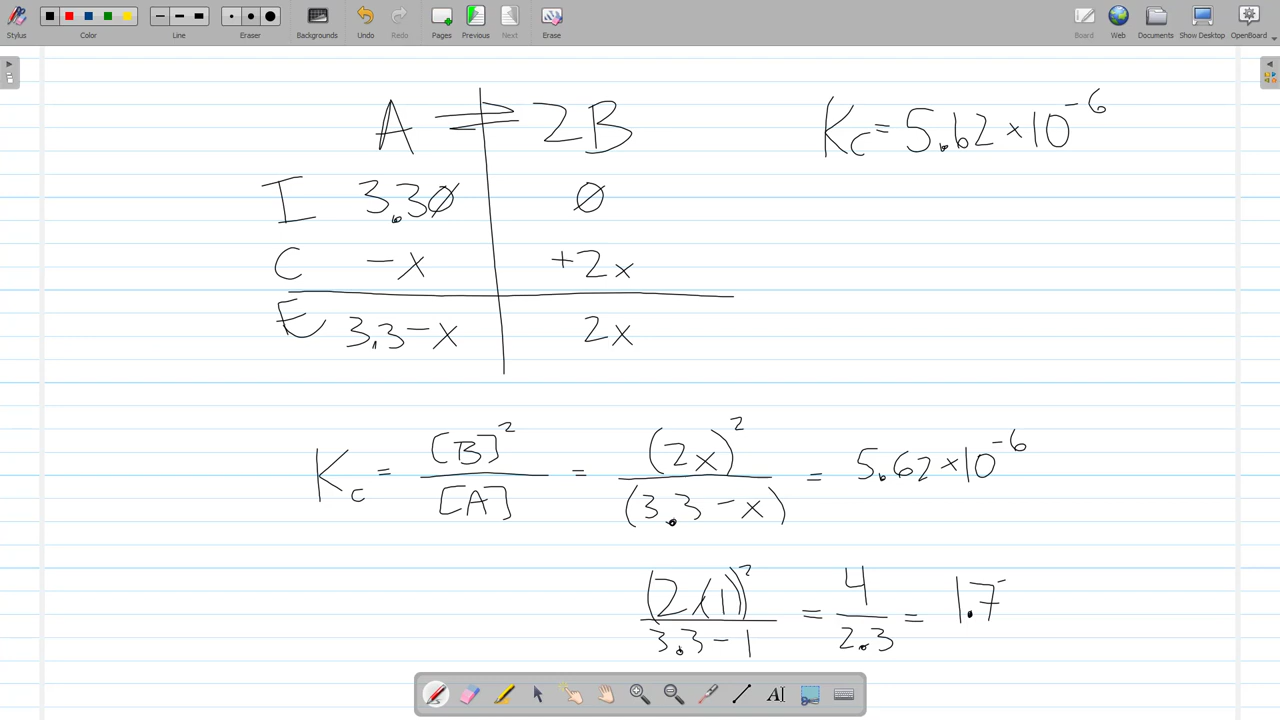 Stylus Color Line Eraser Backgrounds Undo Redo Pages Previous Next Erase Board Web Documents Show Desktop OpenBoard
A ⇌ 2B Kc = 5.62 × 10⁻⁶
I 3.30 0
C -x +2x
E 3.3-x 2x
Kc = [B]² / [A] = (2x)² / (3.3 - x) = 5.62 × 10⁻⁶
(2(1))² / 3.3 - 1 = 4 / 2.3 = 1.7